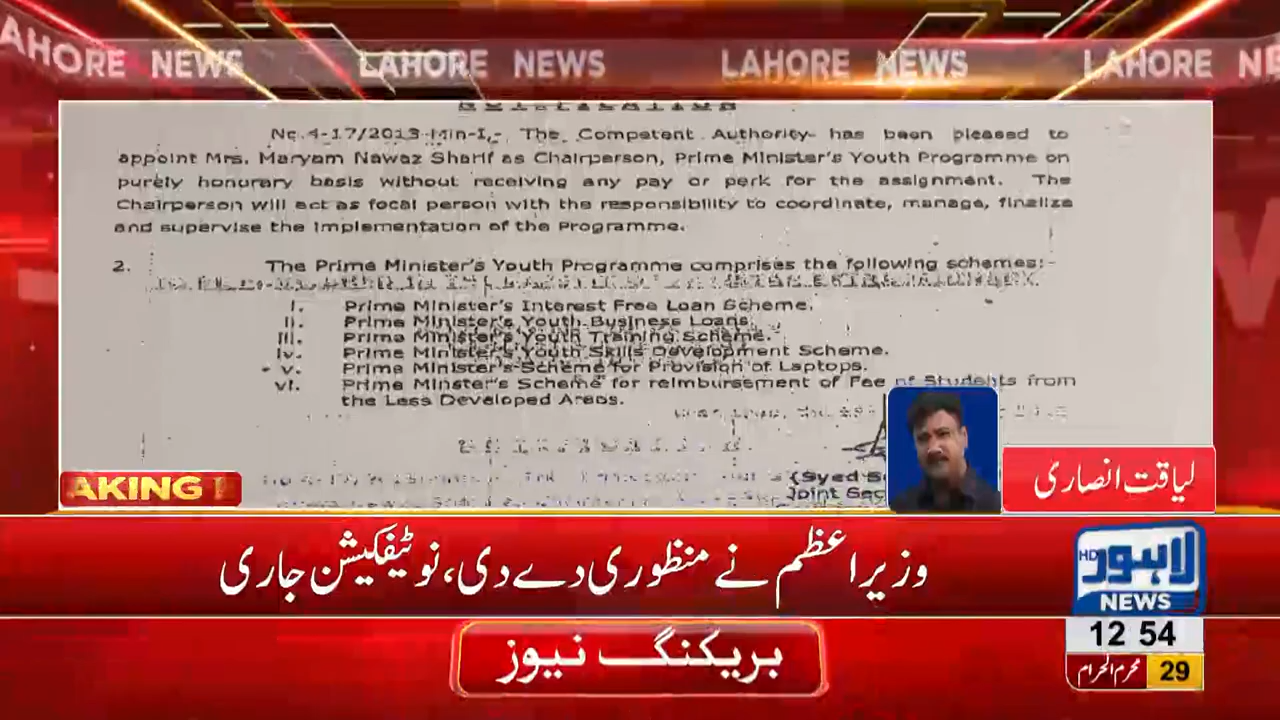 LAHORE NEWS LAHORE NEWS LAHORE NEWS LAHORE
No.4-17/2013-Min-I,- The Competent Authority has been pleased to
appoint Mrs. Maryam Nawaz Sharif as Chairperson, Prime Minister's Youth Programme on
purely honurary basis without receiving any pay or perk for the assignment. The
Chairperson will act as focal person with the responsibility to coordinate, manage, finalize
and supervise the implementation of the Programme.
2. The Prime Minister's Youth Programme comprises the following schemes:-
i. Prime Minister's Interest Free Loan Scheme.
ii. Prime Minister's Youth Business Loans.
iii. Prime Minister's Youth Training Scheme.
iv. Prime Minister's Youth Skills Development Scheme.
v. Prime Minister's Scheme for Provision of Laptops.
vi. Prime Minster's Scheme for reimbursement of Fee of Students from
the Less Developed Areas.
(Syed
Joint
AKING
لیاقت انصاری
وزیراعظم نے منظوری دے دی، نوٹیفکیشن جاری
HD لاہور
NEWS
بریکنگ نیوز
12 54
29 محرم الحرام